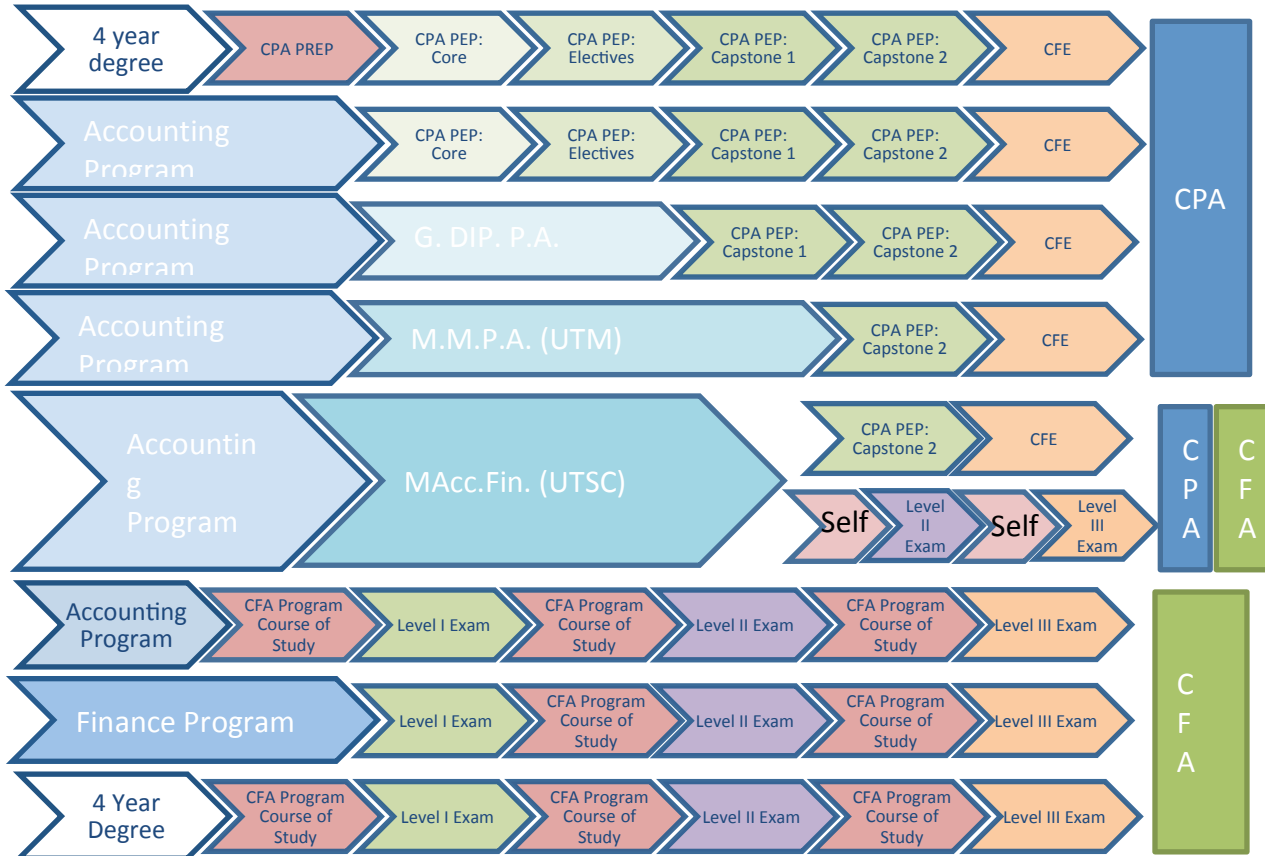 4 year
degree
CPA PREP
CPA PEP:
Core
CPA PEP:
Electives
CPA PEP:
Capstone 1
CPA PEP:
Capstone 2
CFE
Accounting
Program
CPA PEP:
Core
CPA PEP:
Electives
CPA PEP:
Capstone 1
CPA PEP:
Capstone 2
CFE
CPA
Accounting
Program
G. DIP. P.A.
CPA PEP:
Capstone 1
CPA PEP:
Capstone 2
CFE
Accounting
Program
M.M.P.A. (UTM)
CPA PEP:
Capstone 2
CFE
Accountin
g
Program
MAcc.Fin. (UTSC)
CPA PEP:
Capstone 2
CFE
Self
Level
II
Exam
Self
Level
III
Exam
C
P
A
C
F
A
Accounting
Program
CFA Program
Course of
Study
Level I Exam
CFA Program
Course of
Study
Level II Exam
CFA Program
Course of
Study
Level III Exam
Finance Program
Level I Exam
CFA Program
Course of
Study
Level II Exam
CFA Program
Course of
Study
Level III Exam
C
F
A
4 Year
Degree
CFA Program
Course of
Study
Level I Exam
CFA Program
Course of
Study
Level II Exam
CFA Program
Course of
Study
Level III Exam